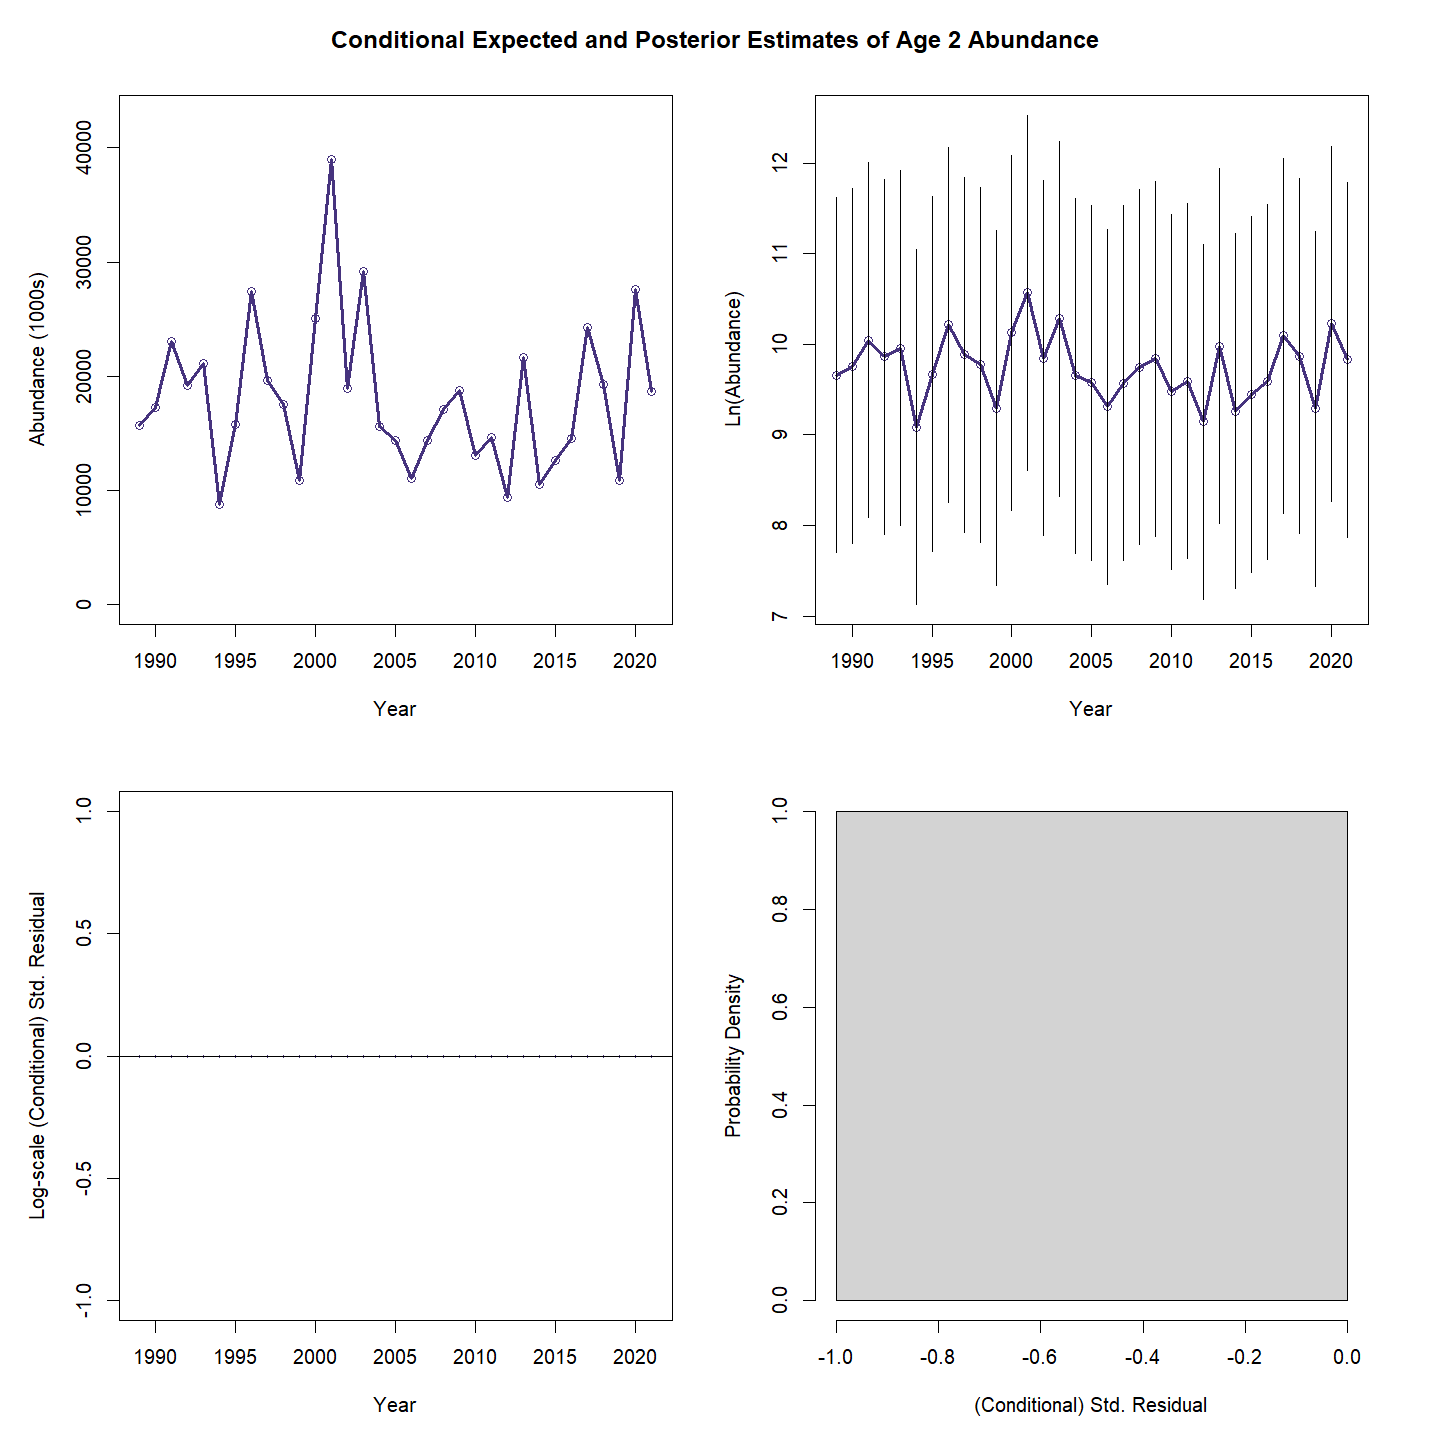 Conditional Expected and Posterior Estimates of Age 2 Abundance
Abundance (1000s)
40000
30000
20000
10000
0
1990 1995 2000 2005 2010 2015 2020
Year
Ln(Abundance)
12
11
10
9
8
7
1990 1995 2000 2005 2010 2015 2020
Year
Log-scale (Conditional) Std. Residual
1.0
0.5
0.0
-0.5
-1.0
1990 1995 2000 2005 2010 2015 2020
Year
Probability Density
1.0
0.8
0.6
0.4
0.2
0.0
-1.0 -0.8 -0.6 -0.4 -0.2 0.0
(Conditional) Std. Residual